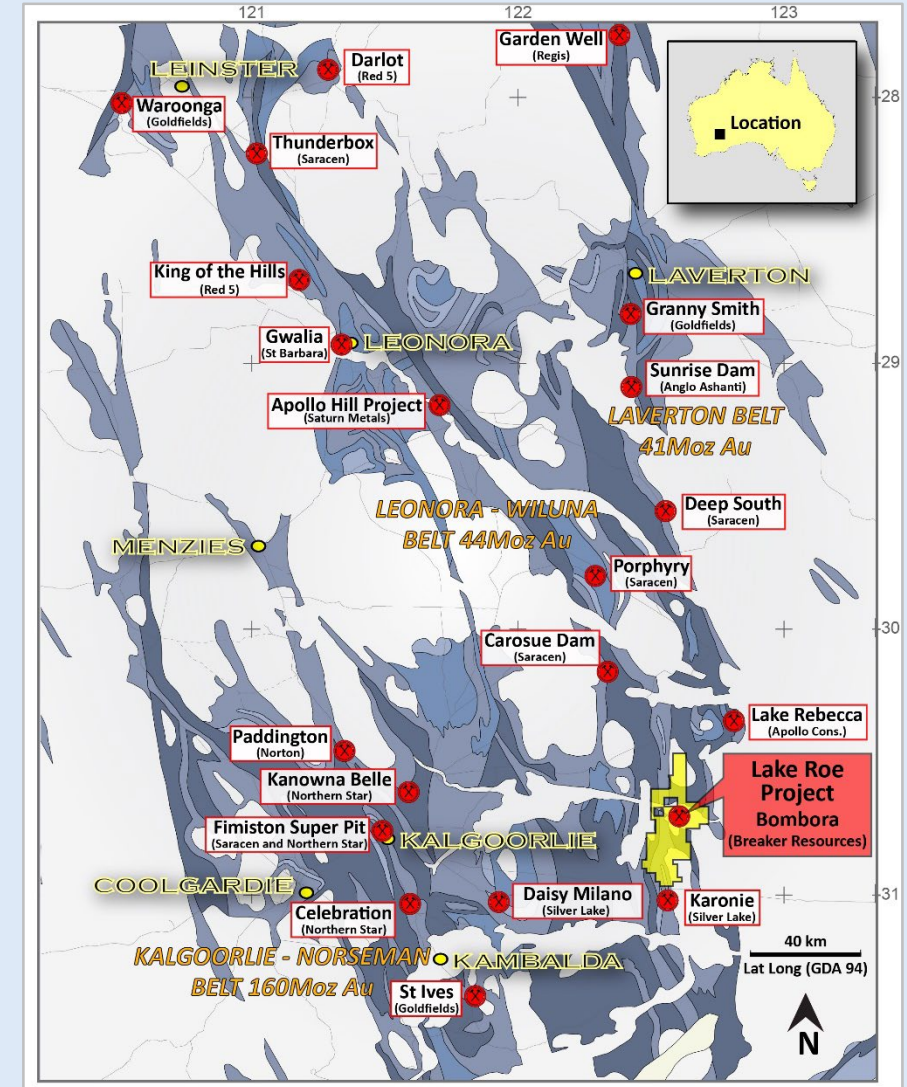 121
122
123
Garden Well
(Regis)
LEINSTER
Darlot
(Red 5)
28
Waroonga
(Goldfields)
Location
Thunderbox
(Saracen)
King of the Hills
(Red 5)
LAVERTON
Granny Smith
(Goldfields)
Gwalia
(St Barbara)
LEONORA
29
Sunrise Dam
(Anglo Ashanti)
Apollo Hill Project
(Saturn Metals)
LAVERTON BELT
41Moz Au
LEONORA - WILUNA
BELT 44Moz Au
Deep South
(Saracen)
MENZIES
Porphyry
(Saracen)
30
Carosue Dam
(Saracen)
Lake Rebecca
(Apollo Cons.)
Paddington
(Norton)
Kanowna Belle
(Northern Star)
Lake Roe
Project
Bombora
(Breaker Resources)
Fimiston Super Pit
(Saracen and Northern Star)
KALGOORLIE
COOLGARDIE
31
Celebration
(Northern Star)
Daisy Milano
(Silver Lake)
Karonie
(Silver Lake)
KALGOORLIE - NORSEMAN
BELT 160Moz Au
KAMBALDA
40 km
Lat Long (GDA 94)
St Ives
(Goldfields)
N